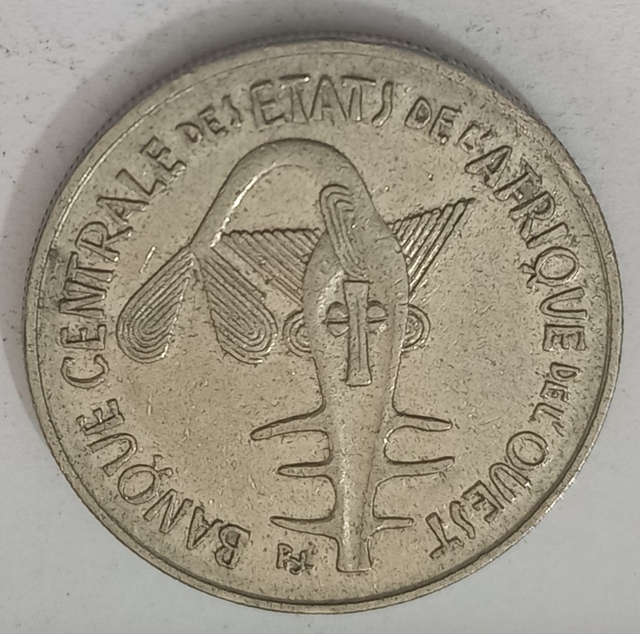 BANQUE CENTRALE DES ETATS DE L'AFRIQUE DE L'OUEST